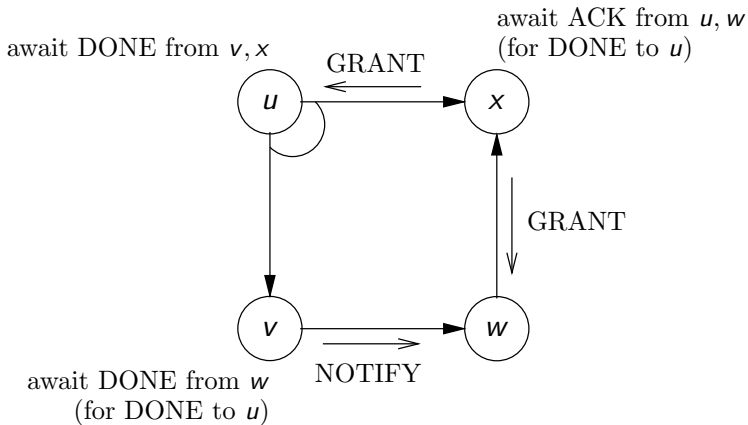 await ACK from u, w
await DONE from v, x
(for DONE to u)
GRANT
u
x
GRANT
v
w
NOTIFY
await DONE from w
(for DONE to u)